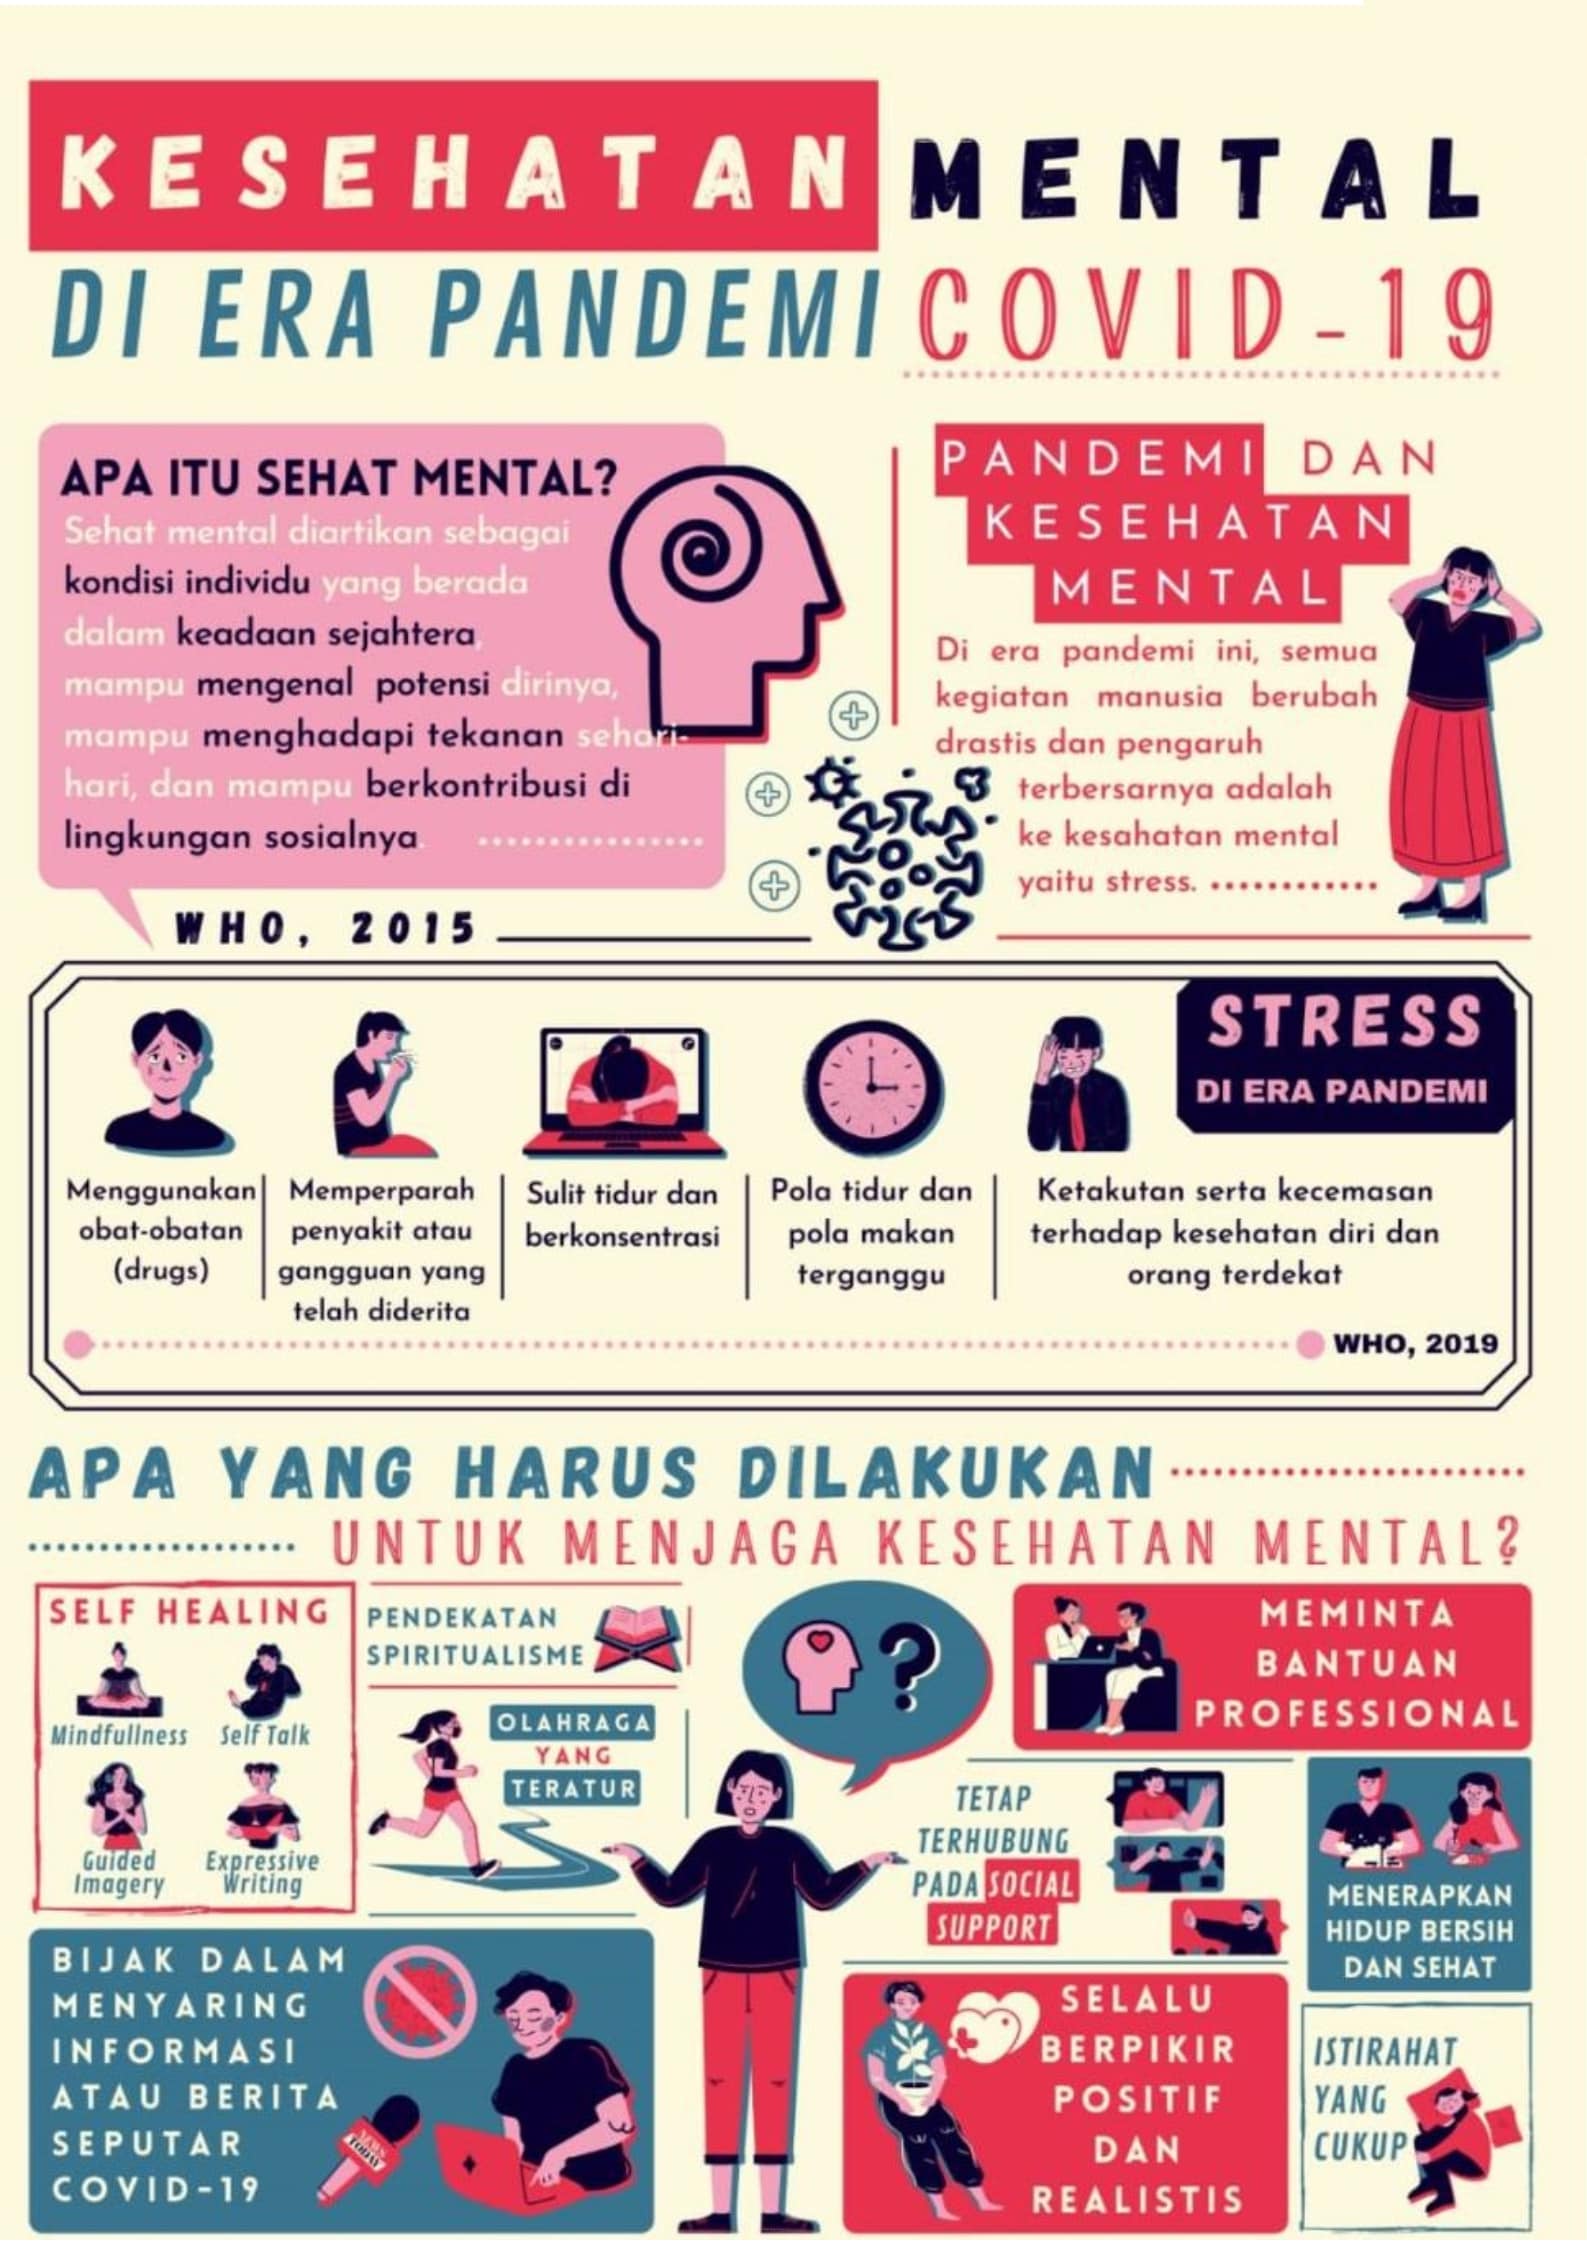 KESEHATAN MENTAL
DI ERA PANDEMI COVID-19
APA ITU SEHAT MENTAL?
Sehat mental diartikan sebagai
kondisi individu yang berada
dalam keadaan sejahtera,
mampu mengenal potensi dirinya,
mampu menghadapi tekanan sehari-
hari, dan mampu berkontribusi di
lingkungan sosialnya.
WHO, 2015
PANDEMI DAN
KESEHATAN
MENTAL
Di era pandemi ini, semua
kegiatan manusia berubah
drastis dan pengaruh
terbersarnya adalah
ke kesahatan mental
yaitu stress.
STRESS
DI ERA PANDEMI
Menggunakan
obat-obatan
(drugs)
Memperparah
penyakit atau
gangguan yang
telah diderita
Sulit tidur dan
berkonsentrasi
Pola tidur dan
pola makan
terganggu
Ketakutan serta kecemasan
terhadap kesehatan diri dan
orang terdekat
WHO, 2019
APA YANG HARUS DILAKUKAN
UNTUK MENJAGA KESEHATAN MENTAL?
SELF HEALING
Mindfullness
Self Talk
Guided
Imagery
Expressive
Writing
PENDEKATAN
SPIRITUALISME
OLAHRAGA
YANG
TERATUR
?
MEMINTA
BANTUAN
PROFESSIONAL
TETAP
TERHUBUNG
PADA SOCIAL
SUPPORT
MENERAPKAN
HIDUP BERSIH
DAN SEHAT
BIJAK DALAM
MENYARING
INFORMASI
ATAU BERITA
SEPUTAR
COVID-19
NEWS
TODAY
SELALU
BERPIKIR
POSITIF
DAN
REALISTIS
ISTIRAHAT
YANG
CUKUP